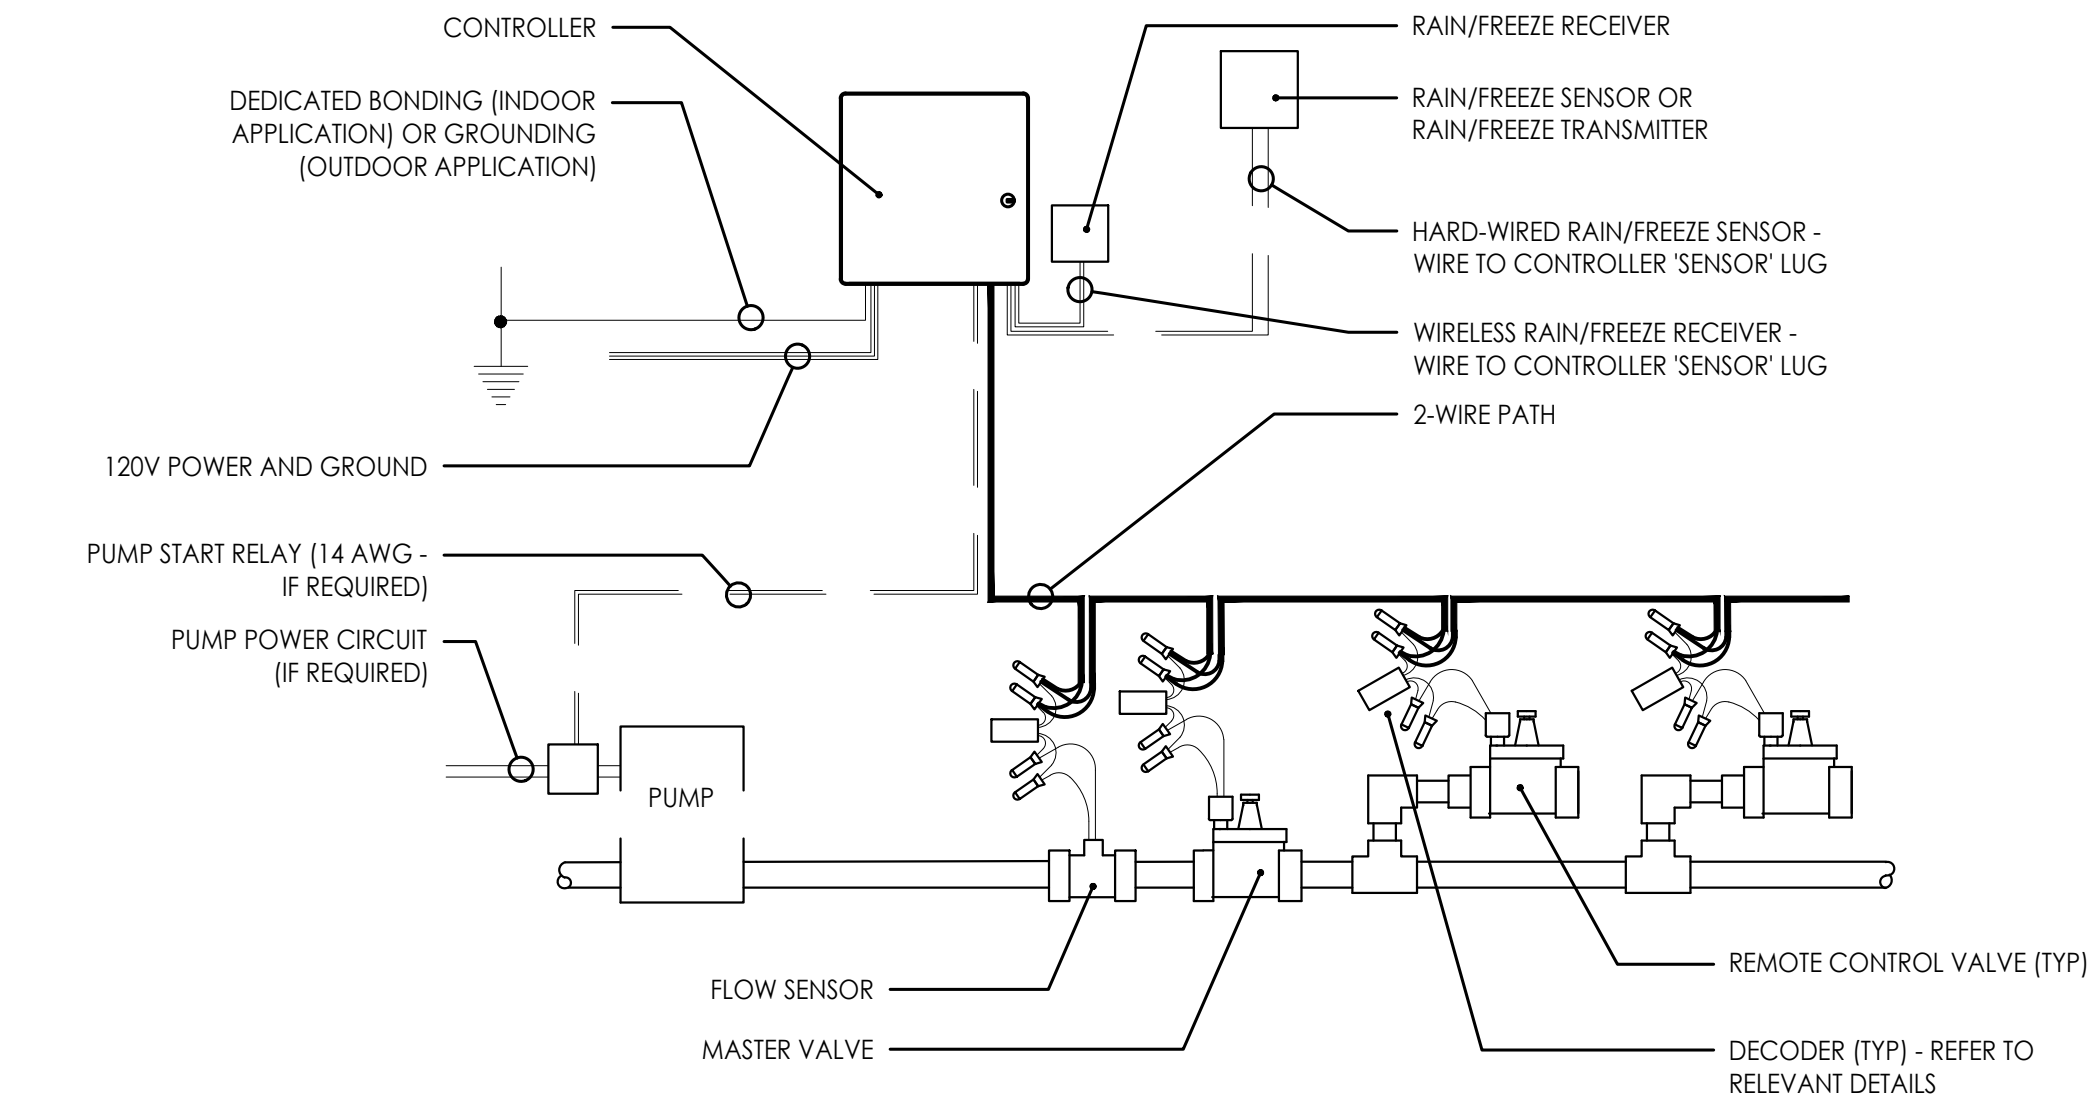 CONTROLLER
DEDICATED BONDING (INDOOR
APPLICATION) OR GROUNDING
(OUTDOOR APPLICATION)
120V POWER AND GROUND
PUMP START RELAY (14 AWG -
IF REQUIRED)
PUMP POWER CIRCUIT
(IF REQUIRED)
PUMP
FLOW SENSOR
MASTER VALVE
RAIN/FREEZE RECEIVER
RAIN/FREEZE SENSOR OR
RAIN/FREEZE TRANSMITTER
HARD-WIRED RAIN/FREEZE SENSOR -
WIRE TO CONTROLLER 'SENSOR' LUG
WIRELESS RAIN/FREEZE RECEIVER -
WIRE TO CONTROLLER 'SENSOR' LUG
2-WIRE PATH
REMOTE CONTROL VALVE (TYP)
DECODER (TYP) - REFER TO
RELEVANT DETAILS